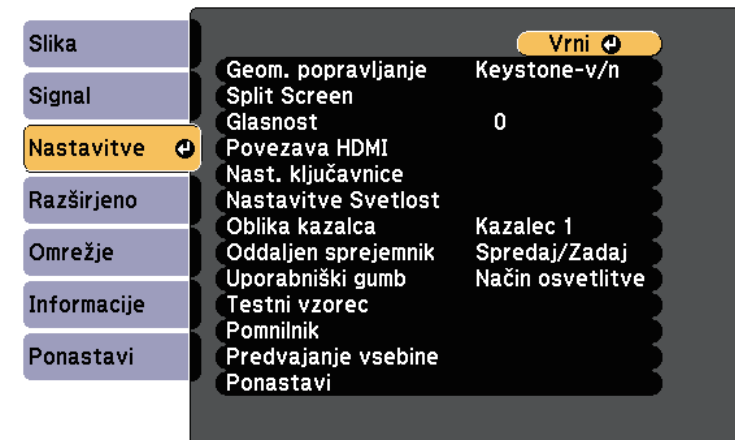 Slika
Signal
Nastavitve
Razširjeno
Omrežje
Informacije
Ponastavi
Vrni
Geom. popravljanje Keystone-v/n
Split Screen
Glasnost 0
Povezava HDMI
Nast. ključavnice
Nastavitve Svetlost
Oblika kazalca Kazalec 1
Oddaljen sprejemnik Spredaj/Zadaj
Uporabniški gumb Način osvetlitve
Testni vzorec
Pomnilnik
Predvajanje vsebine
Ponastavi